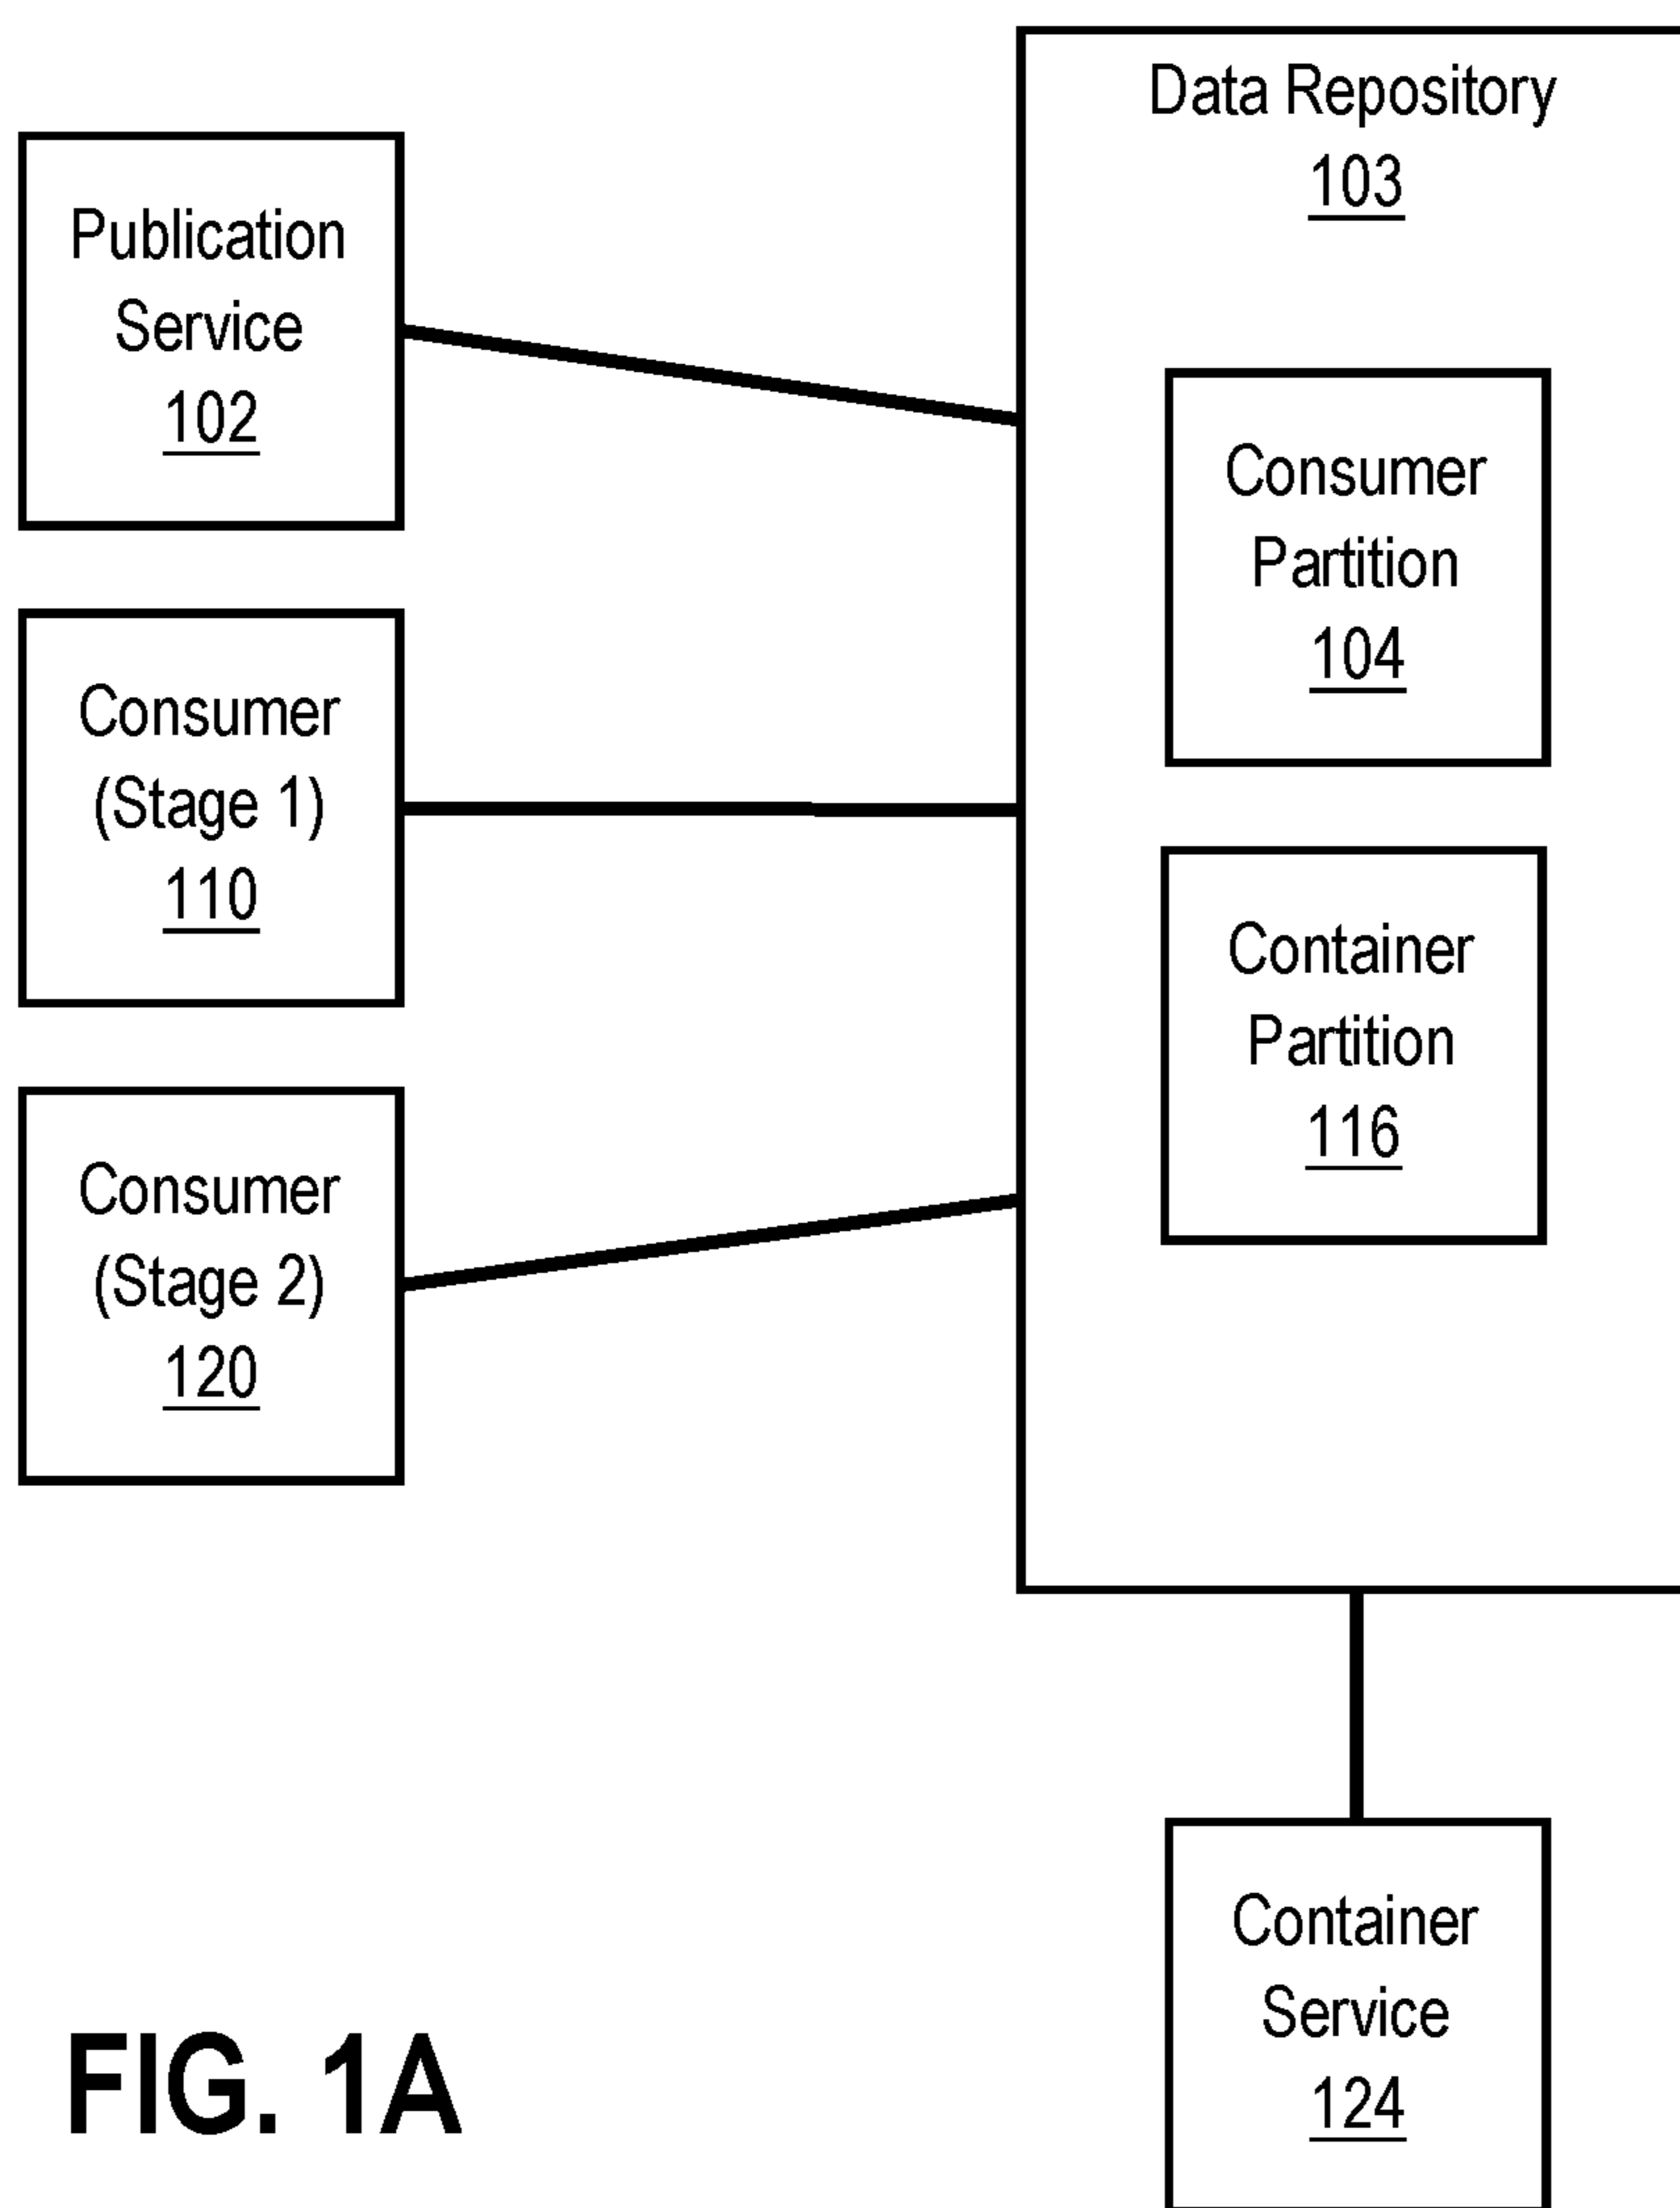 Data Repository
103
Publication
Service
102
Consumer
Partition
104
Consumer
(Stage 1)
110
Container
Partition
116
Consumer
(Stage 2)
120
Container
Service
124
FIG. 1A